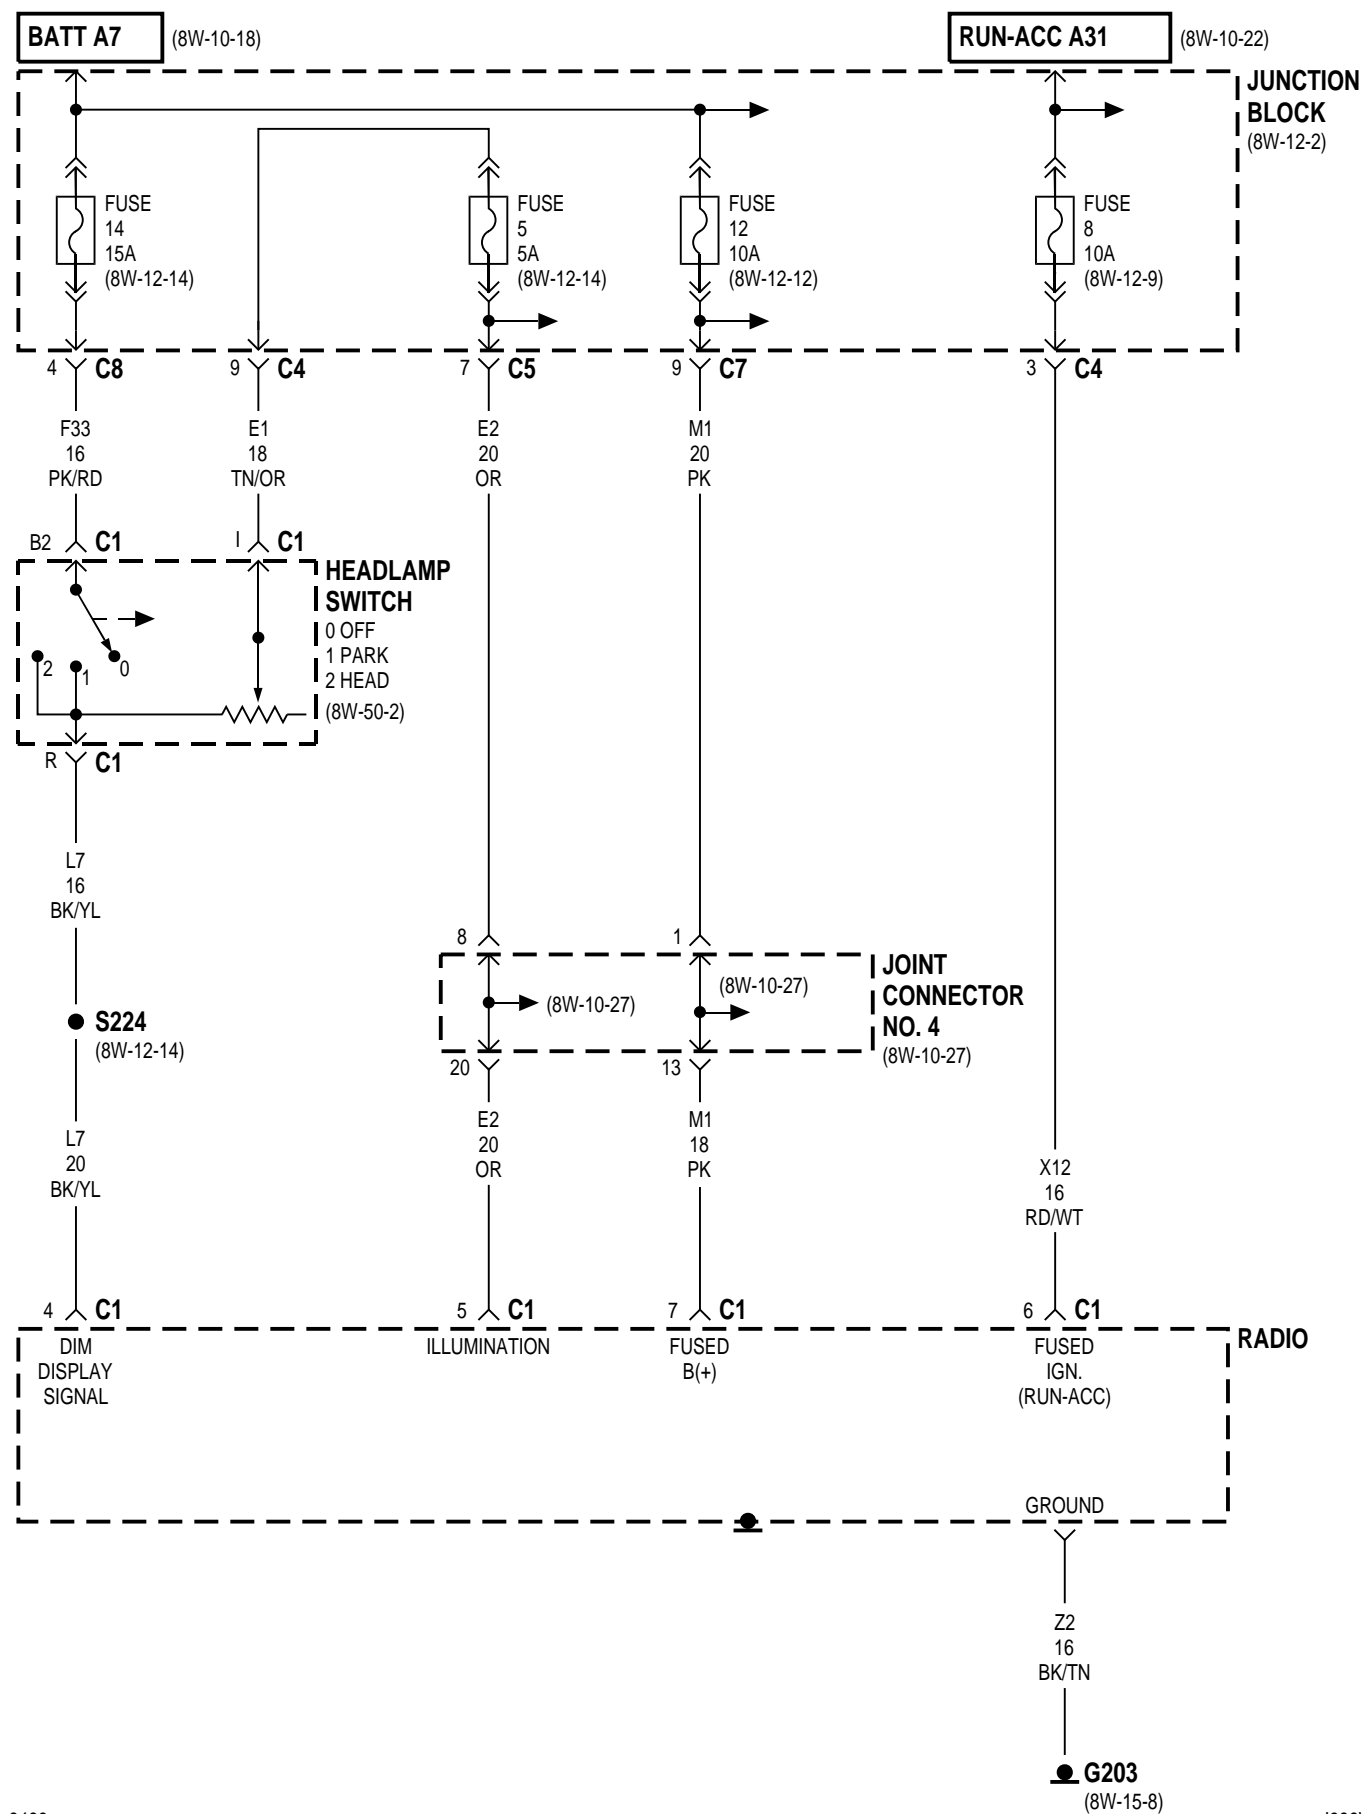 BATT A7
(8W-10-18)
RUN-ACC A31
(8W-10-22)
JUNCTION
BLOCK
(8W-12-2)
FUSE
14
15A
(8W-12-14)
FUSE
5
5A
(8W-12-14)
FUSE
12
10A
(8W-12-12)
FUSE
8
10A
(8W-12-9)
4 C8
9 C4
7 C5
9 C7
3 C4
F33
16
PK/RD
E1
18
TN/OR
E2
20
OR
M1
20
PK
B2 C1
I C1
HEADLAMP
SWITCH
0 OFF
1 PARK
2 HEAD
(8W-50-2)
2
1
0
R C1
L7
16
BK/YL
8
1
JOINT
CONNECTOR
NO. 4
(8W-10-27)
(8W-10-27)
(8W-10-27)
S224
(8W-12-14)
20
13
L7
20
BK/YL
E2
20
OR
M1
18
PK
X12
16
RD/WT
4 C1
5 C1
7 C1
6 C1
RADIO
DIM
DISPLAY
SIGNAL
ILLUMINATION
FUSED
B(+)
FUSED
IGN.
(RUN-ACC)
GROUND
Z2
16
BK/TN
G203
(8W-15-8)